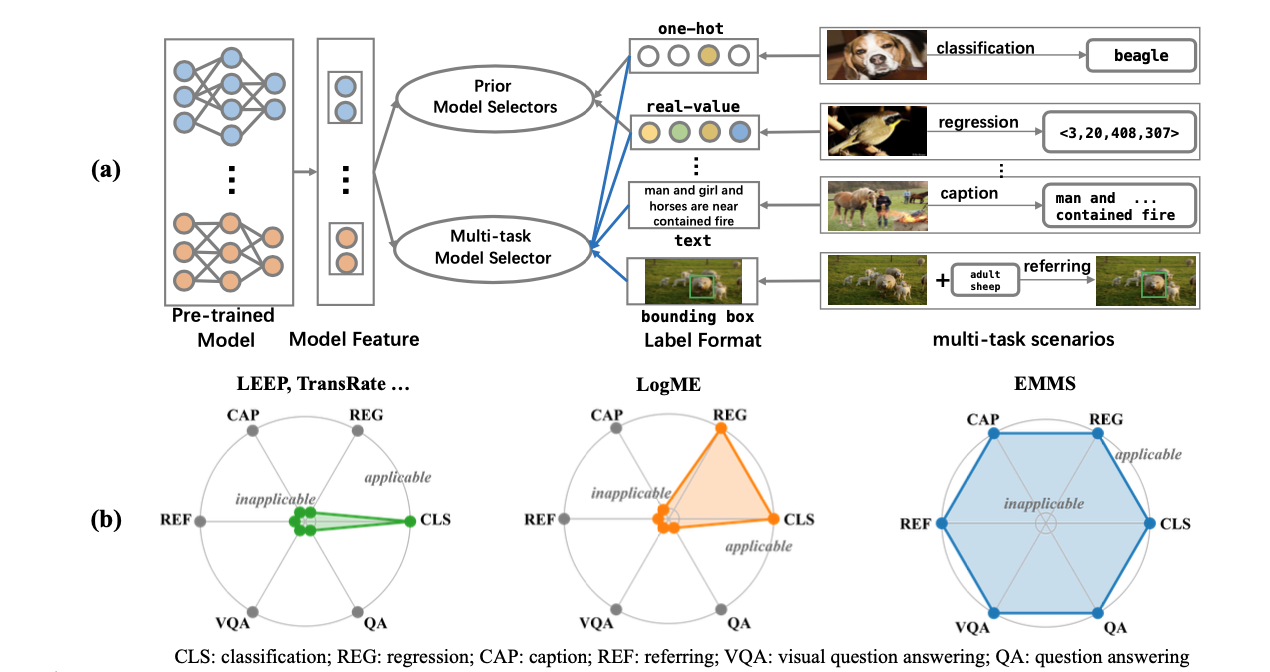 (a)
one-hot
classification
beagle
Prior
Model Selectors
real-value
regression
<3,20,408,307>
man and girl and
horses are near
contained fire
caption
man and ...
contained fire
Multi-task
Model Selector
text
+
adult
sheep
referring
Pre-trained
Model
Model Feature
bounding box
Label Format
multi-task scenarios
(b)
LEEP, TransRate ...
CAP
REG
applicable
inapplicable
REF
CLS
VQA
QA
LogME
CAP
REG
inapplicable
REF
CLS
applicable
VQA
QA
EMMS
CAP
REG
applicable
inapplicable
REF
CLS
VQA
QA
CLS: classification; REG: regression; CAP: caption; REF: referring; VQA: visual question answering; QA: question answering